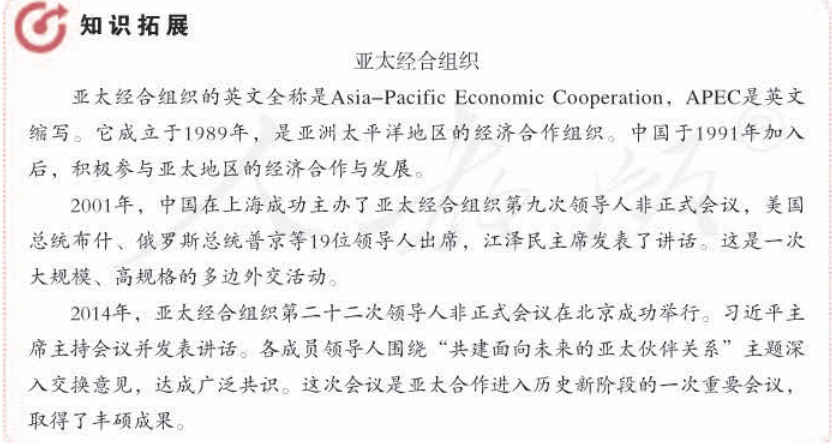 知识拓展
亚太经合组织
亚太经合组织的英文全称是Asia-Pacific Economic Cooperation，APEC是英文
缩写。它成立于1989年，是亚洲太平洋地区的经济合作组织。中国于1991年加入
后，积极参与亚太地区的经济合作与发展。
2001年，中国在上海成功主办了亚太经合组织第九次领导人非正式会议，美国
总统布什、俄罗斯总统普京等19位领导人出席，江泽民主席发表了讲话。这是一次
大规模、高规格的多边外交活动。
2014年，亚太经合组织第二十二次领导人非正式会议在北京成功举行。习近平主
席主持会议并发表讲话。各成员领导人围绕“共建面向未来的亚太伙伴关系”主题深
入交换意见，达成广泛共识。这次会议是亚太合作进入历史新阶段的一次重要会议，
取得了丰硕成果。